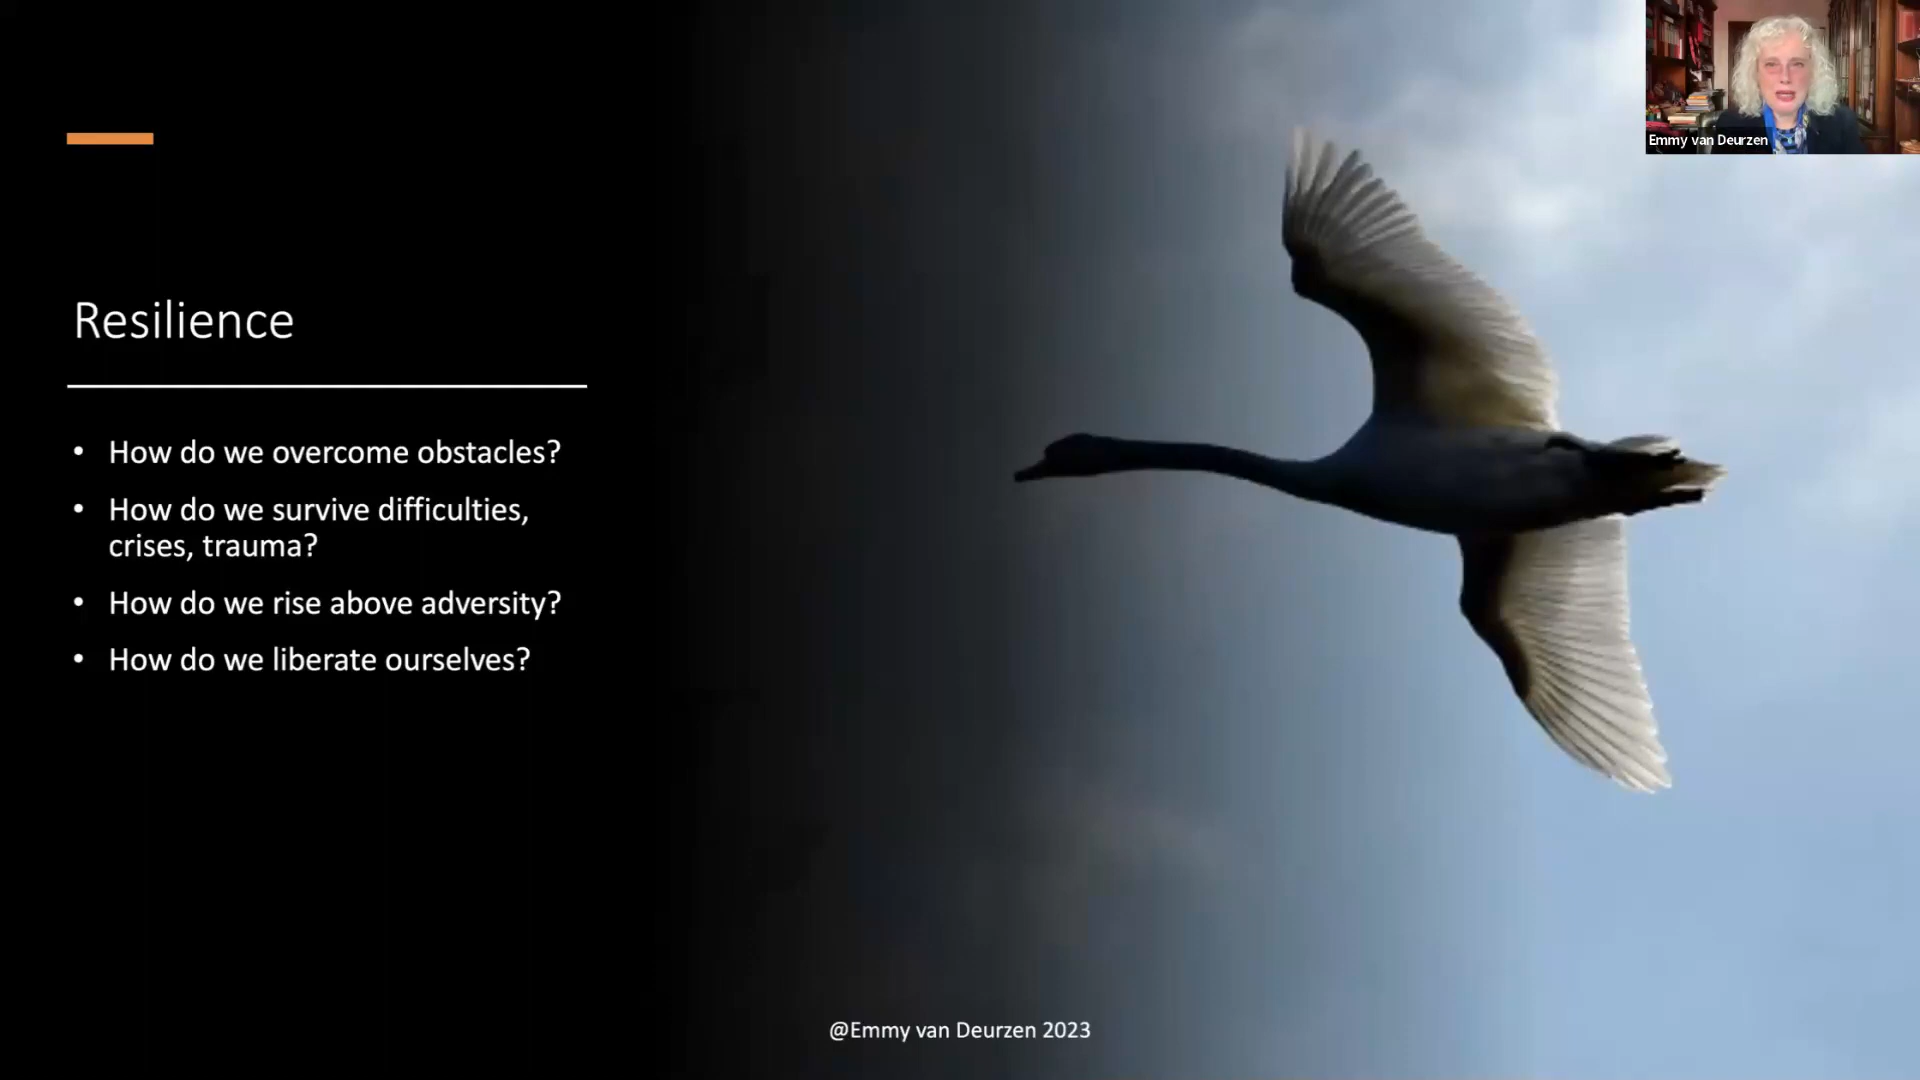 Emmy van Deurzen
Resilience
• How do we overcome obstacles?
• How do we survive difficulties,
crises, trauma?
• How do we rise above adversity?
• How do we liberate ourselves?
@Emmy van Deurzen 2023